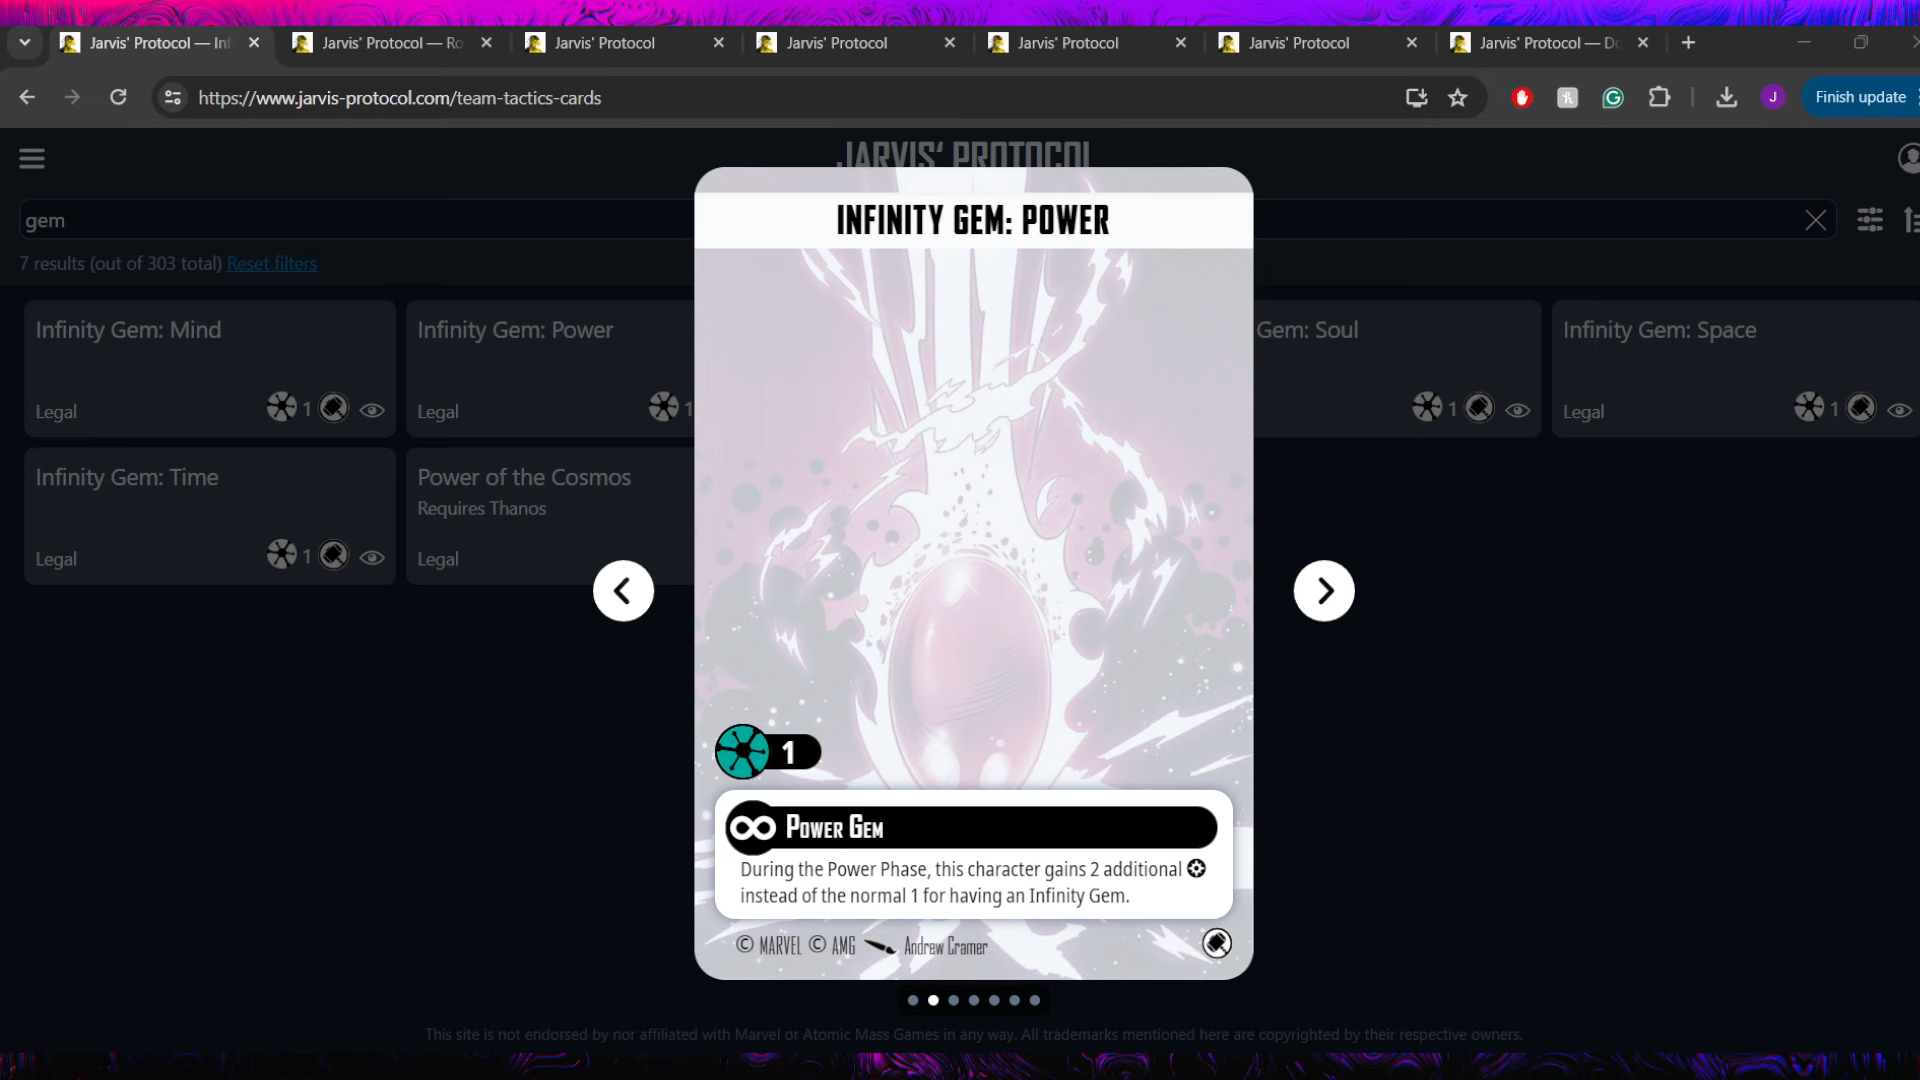 Jarvis' Protocol — Inf
Jarvis' Protocol — Ro
Jarvis' Protocol
Jarvis' Protocol
Jarvis' Protocol
Jarvis' Protocol
Jarvis' Protocol — Do
https://www.jarvis-protocol.com/team-tactics-cards
J
Finish update
JARVIS' PROTOCOL
gem
7 results (out of 303 total) Reset filters
Infinity Gem: Mind
Legal
1
Infinity Gem: Power
Legal
1
Gem: Soul
1
Infinity Gem: Space
Legal
1
Infinity Gem: Time
Legal
1
Power of the Cosmos
Requires Thanos
Legal
INFINITY GEM: POWER
1
POWER GEM
During the Power Phase, this character gains 2 additional
instead of the normal 1 for having an Infinity Gem.
© MARVEL © AMG Andrew Cramer
This site is not endorsed by nor affiliated with Marvel or Atomic Mass Games in any way. All trademarks mentioned here are copyrighted by their respective owners.